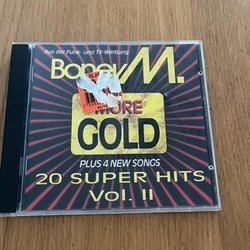 Aus der Funk- und TV-Werbung
Boney M.
MORE
GOLD
PLUS 4 NEW SONGS
20 SUPER HITS
Vol. II